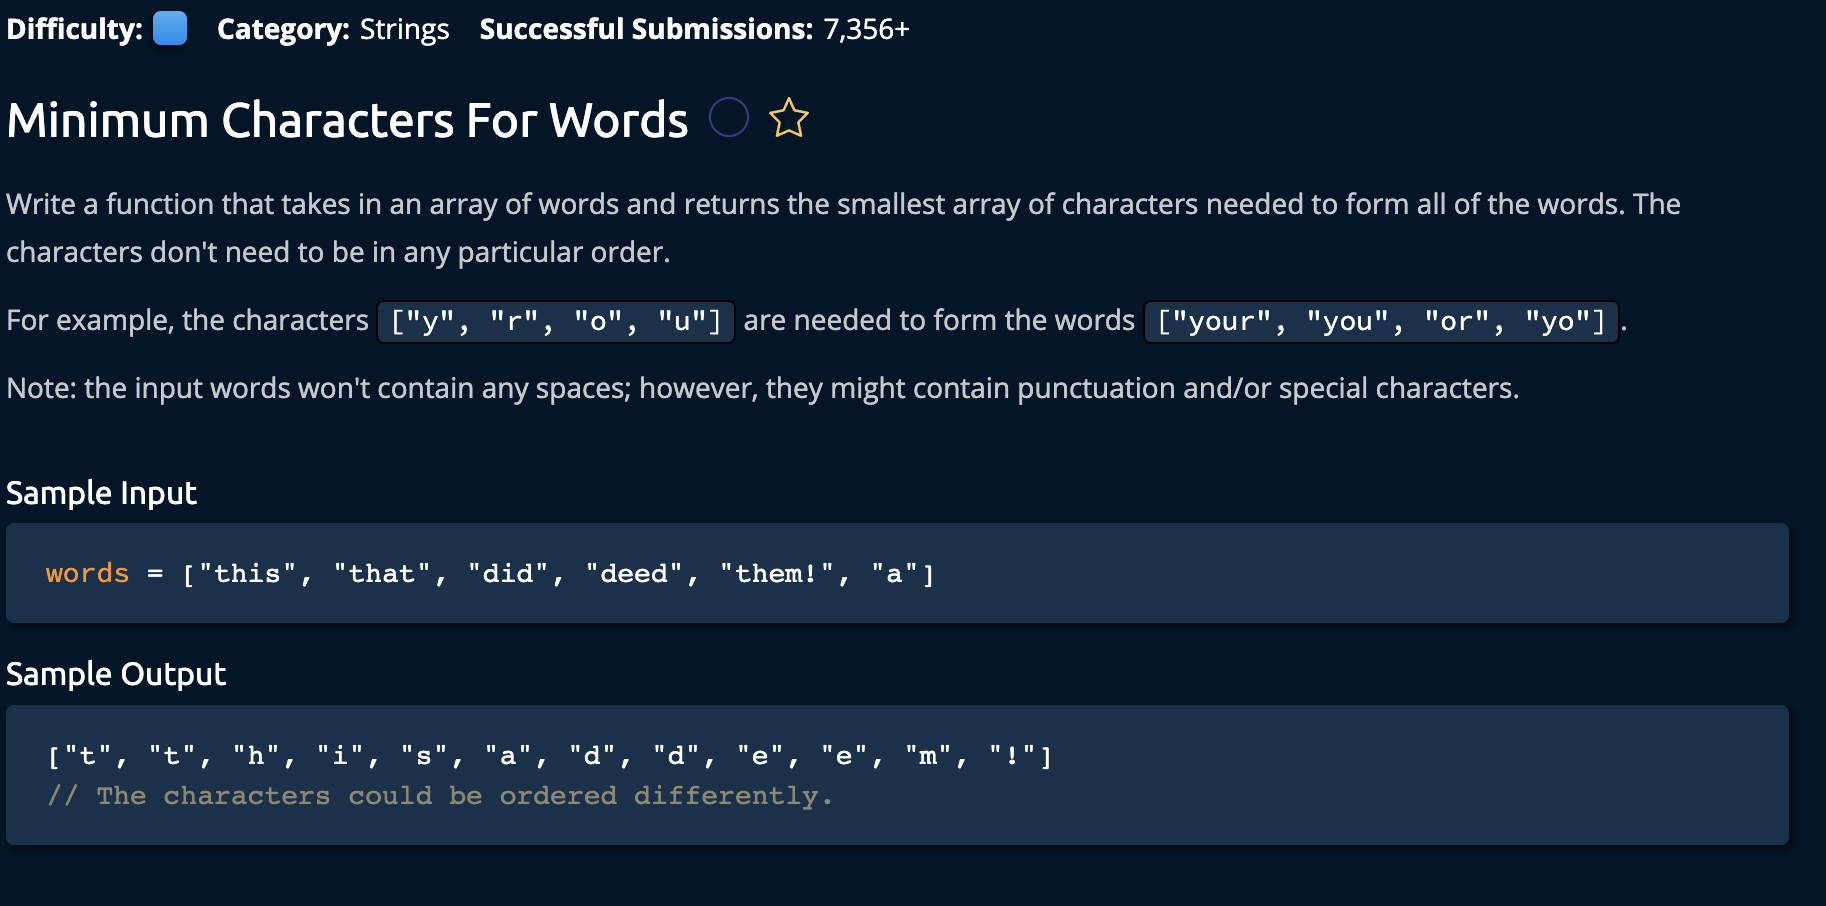 Difficulty: Category: Strings Successful Submissions: 7,356+
Minimum Characters For Words
Write a function that takes in an array of words and returns the smallest array of characters needed to form all of the words. The
characters don't need to be in any particular order.
For example, the characters ["y", "r", "o", "u"] are needed to form the words ["your", "you", "or", "yo"].
Note: the input words won't contain any spaces; however, they might contain punctuation and/or special characters.
Sample Input
words = ["this", "that", "did", "deed", "them!", "a"]
Sample Output
["t", "t", "h", "i", "s", "a", "d", "d", "e", "e", "m", "!"]
// The characters could be ordered differently.